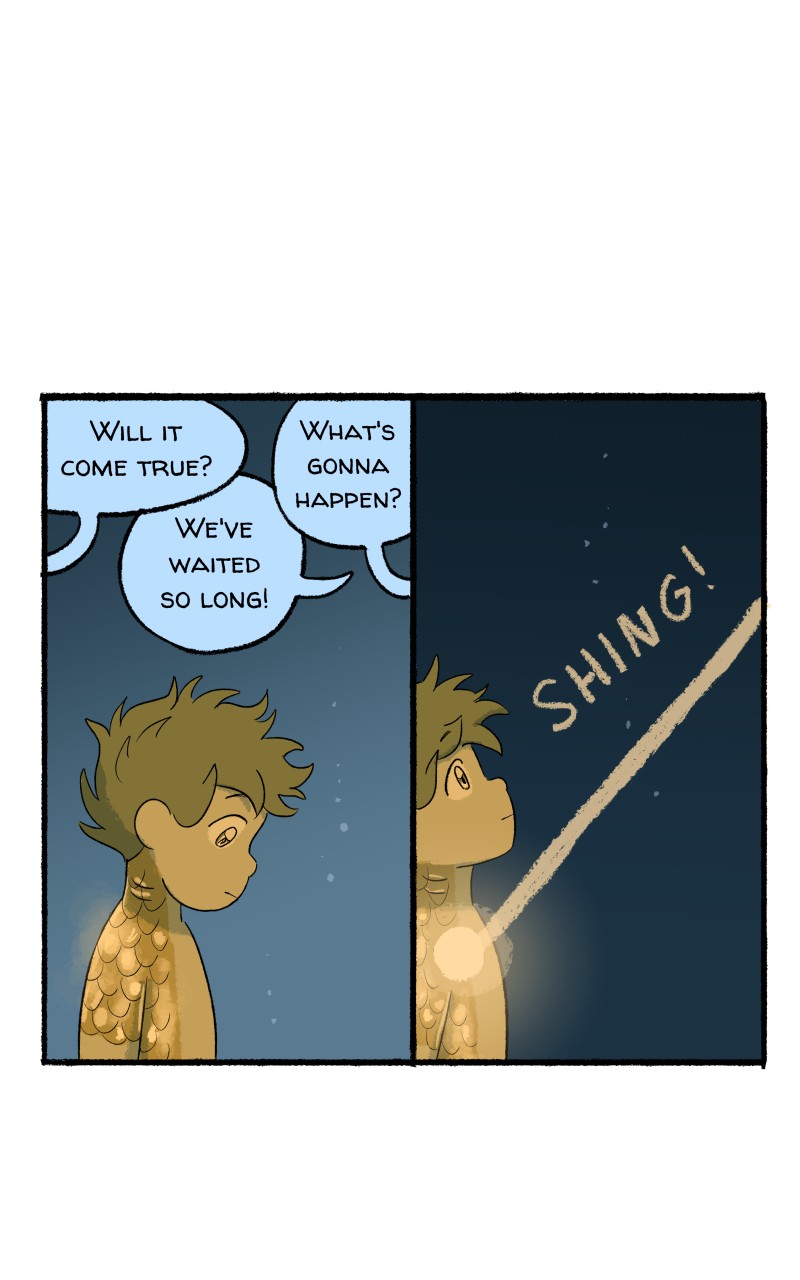 Will it
come true?
We've
waited
so long!
What's
gonna
happen?
SHING!